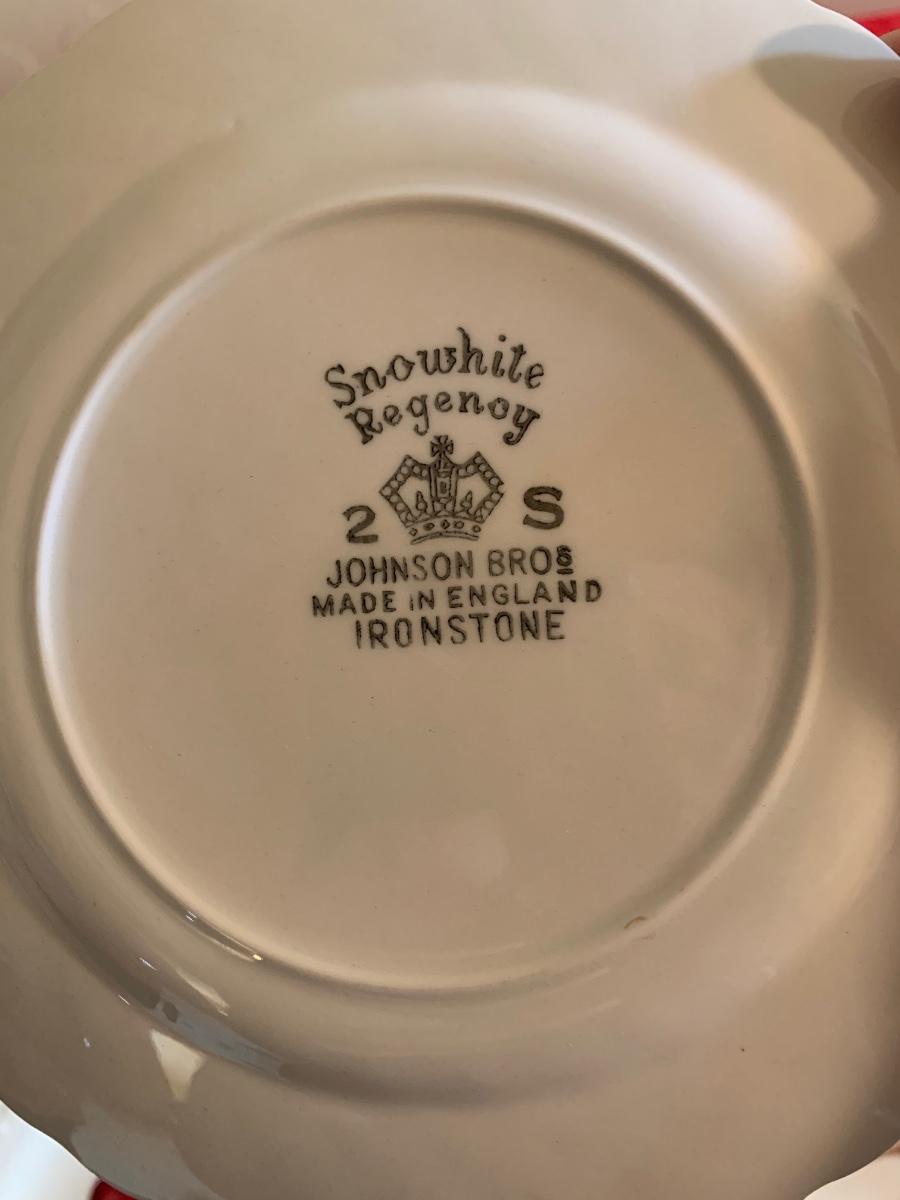 Snowhite
Regency
2 S
JOHNSON BROS
MADE IN ENGLAND
IRONSTONE